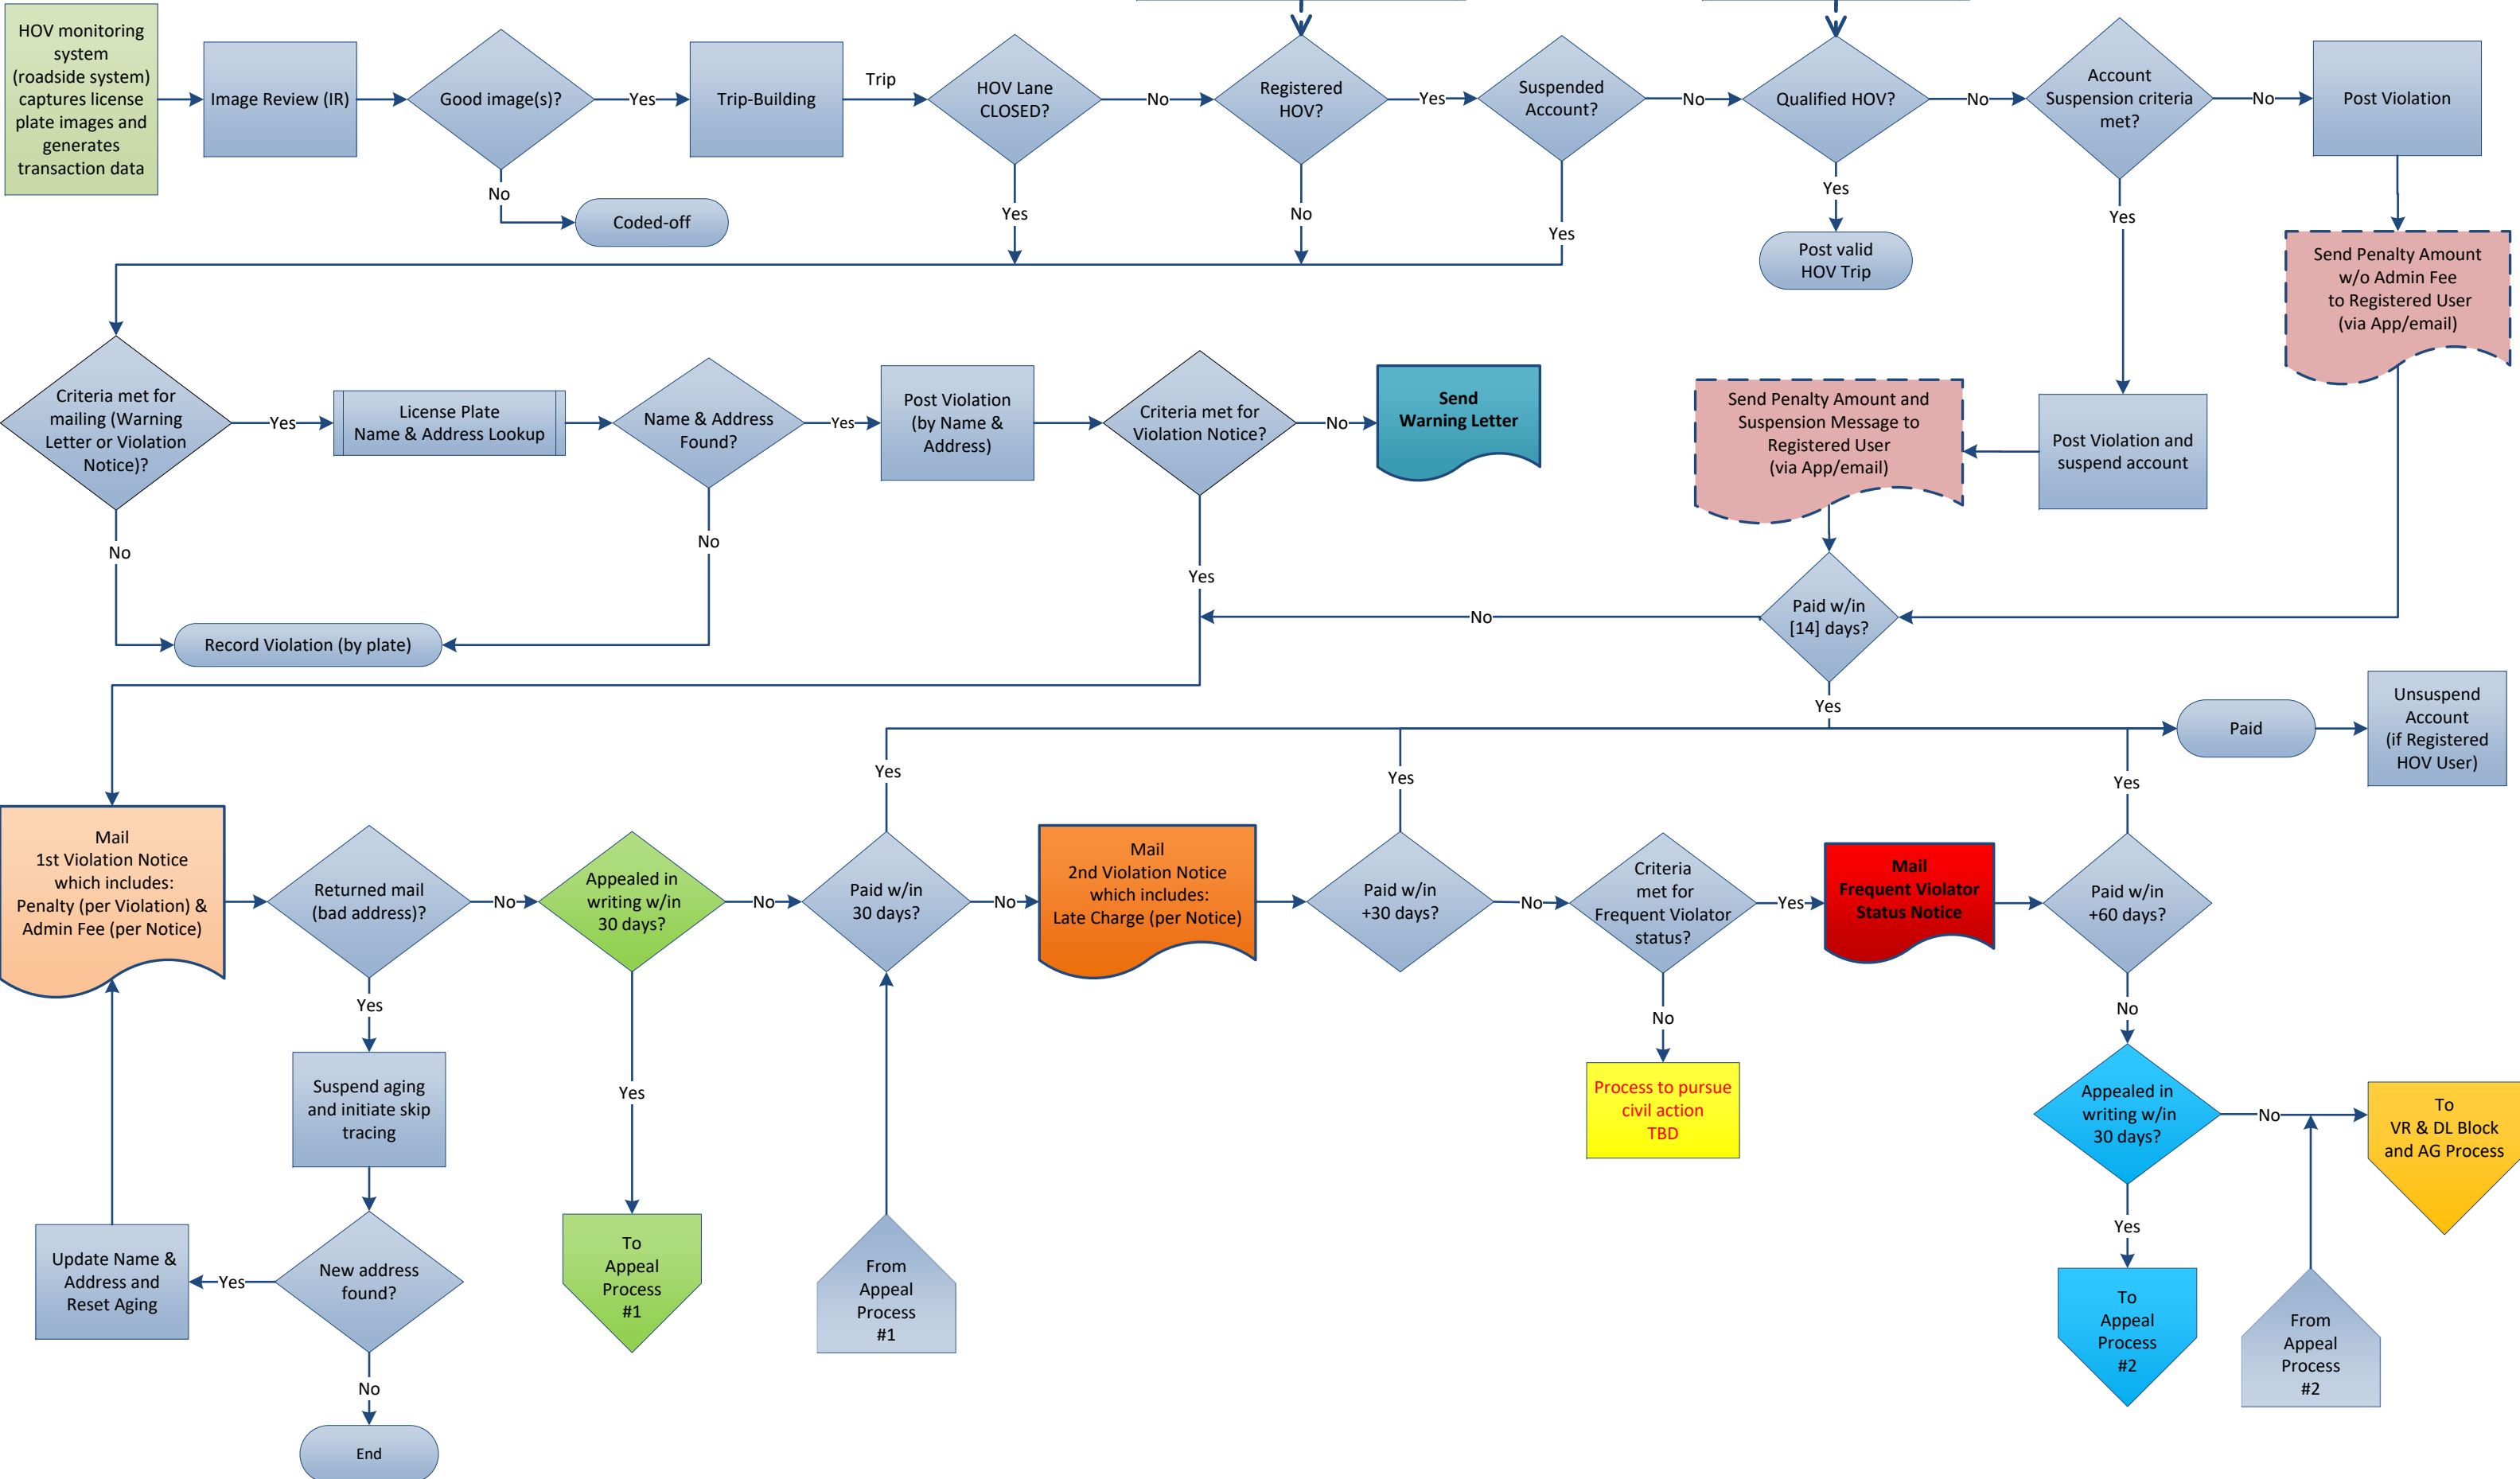 HOV monitoring
system
(roadside system)
captures license
plate images and
generates
transaction data
Image Review (IR)
Good image(s)?
Yes
No
Coded-off
Trip-Building
Trip
HOV Lane
CLOSED?
No
Yes
Registered
HOV?
Yes
No
Suspended
Account?
No
Yes
Qualified HOV?
No
Yes
Post valid
HOV Trip
Account
Suspension criteria
met?
No
Yes
Post Violation
Send Penalty Amount
w/o Admin Fee
to Registered User
(via App/email)
Criteria met for
mailing (Warning
Letter or Violation
Notice)?
Yes
No
License Plate
Name & Address Lookup
Name & Address
Found?
Yes
No
Record Violation (by plate)
Post Violation
(by Name &
Address)
Criteria met for
Violation Notice?
No
Yes
Send
Warning Letter
Send Penalty Amount and
Suspension Message to
Registered User
(via App/email)
Post Violation and
suspend account
Paid w/in
[14] days?
No
Yes
Paid
Unsuspend
Account
(if Registered
HOV User)
Mail
1st Violation Notice
which includes:
Penalty (per Violation) &
Admin Fee (per Notice)
Returned mail
(bad address)?
No
Yes
Suspend aging
and initiate skip
tracing
New address
found?
Yes
Update Name &
Address and
Reset Aging
No
End
Appealed in
writing w/in
30 days?
No
Yes
To
Appeal
Process
#1
Paid w/in
30 days?
Yes
No
From
Appeal
Process
#1
Mail
2nd Violation Notice
which includes:
Late Charge (per Notice)
Paid w/in
+30 days?
Yes
No
Criteria
met for
Frequent Violator
status?
Yes
No
Process to pursue
civil action
TBD
Mail
Frequent Violator
Status Notice
Paid w/in
+60 days?
Yes
No
Appealed in
writing w/in
30 days?
No
Yes
To
Appeal
Process
#2
From
Appeal
Process
#2
To
VR & DL Block
and AG Process